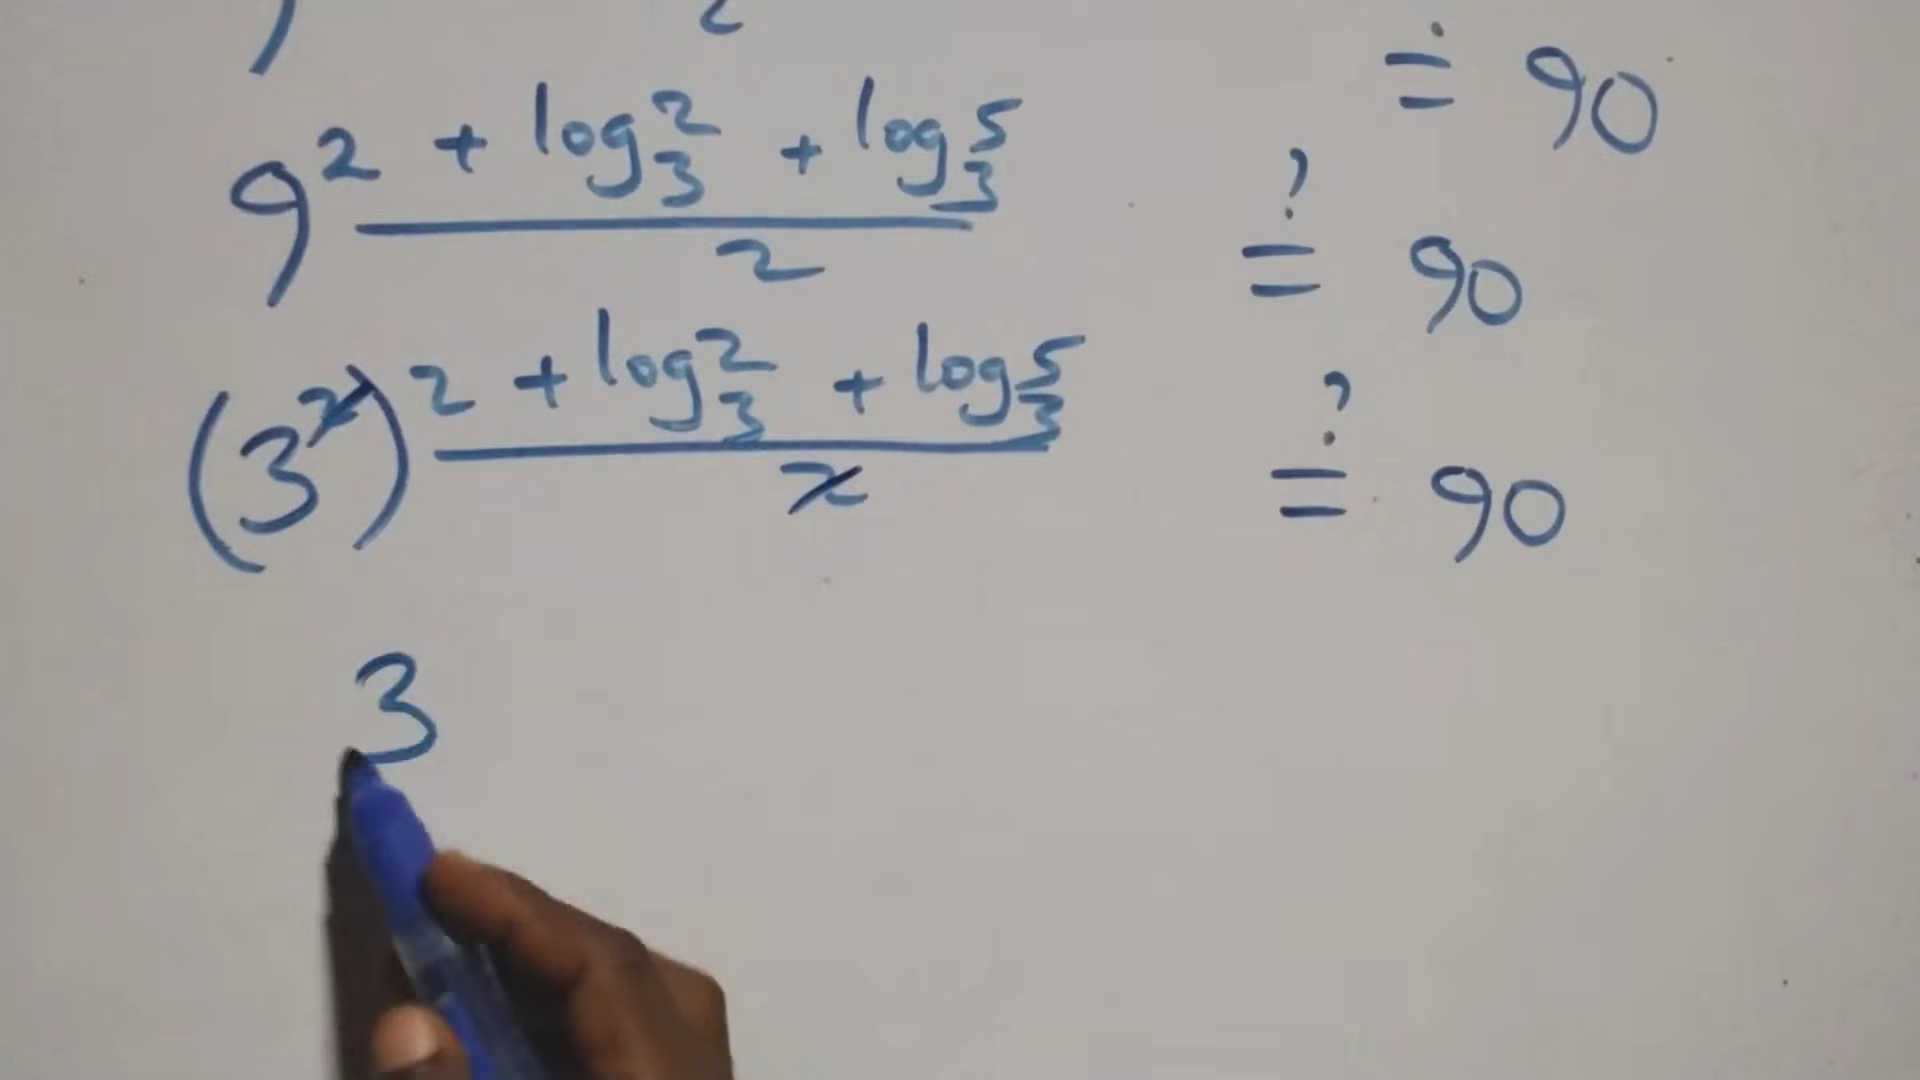 = 90
9^((2 + log_3^2 + log_3^5)/2) ?= 90
(3^2)^((2 + log_3^2 + log_3^5)/2) ?= 90
3